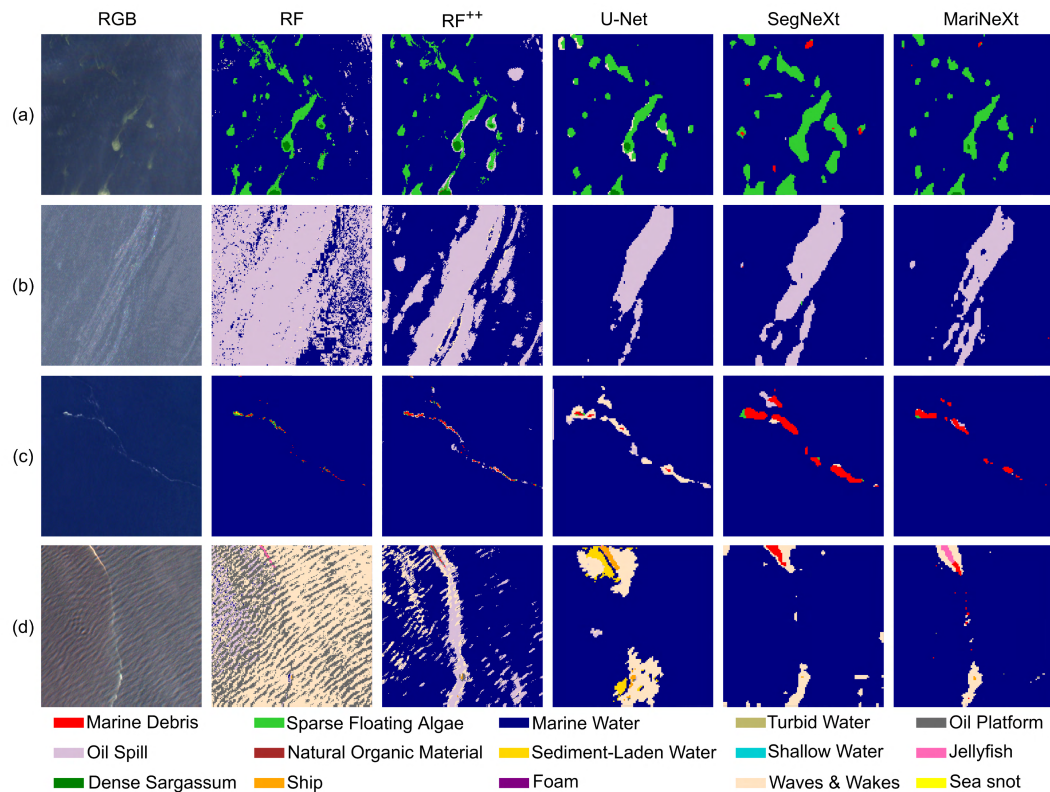 RGB RF RF++ U-Net SegNeXt MariNeXt
(a)
(b)
(c)
(d)
Marine Debris Sparse Floating Algae Marine Water Turbid Water Oil Platform
Oil Spill Natural Organic Material Sediment-Laden Water Shallow Water Jellyfish
Dense Sargassum Ship Foam Waves & Wakes Sea snot